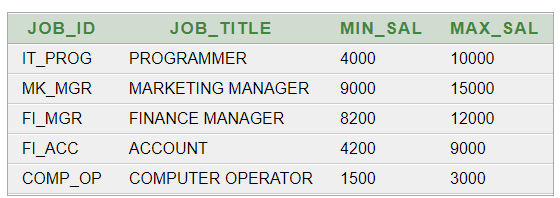 JOB_ID JOB_TITLE MIN_SAL MAX_SAL
IT_PROG PROGRAMMER 4000 10000
MK_MGR MARKETING MANAGER 9000 15000
FI_MGR FINANCE MANAGER 8200 12000
FI_ACC ACCOUNT 4200 9000
COMP_OP COMPUTER OPERATOR 1500 3000